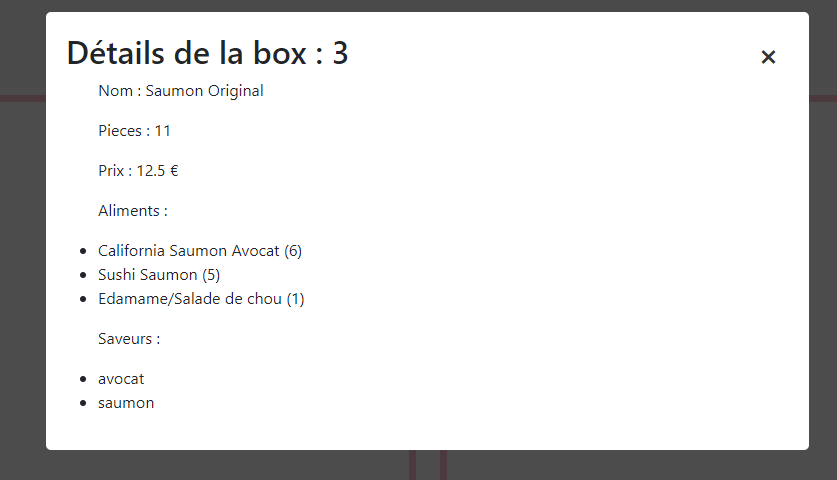 Détails de la box : 3
×
Nom : Saumon Original
Pieces : 11
Prix : 12.5 €
Aliments :
• California Saumon Avocat (6)
• Sushi Saumon (5)
• Edamame/Salade de chou (1)
Saveurs :
• avocat
• saumon